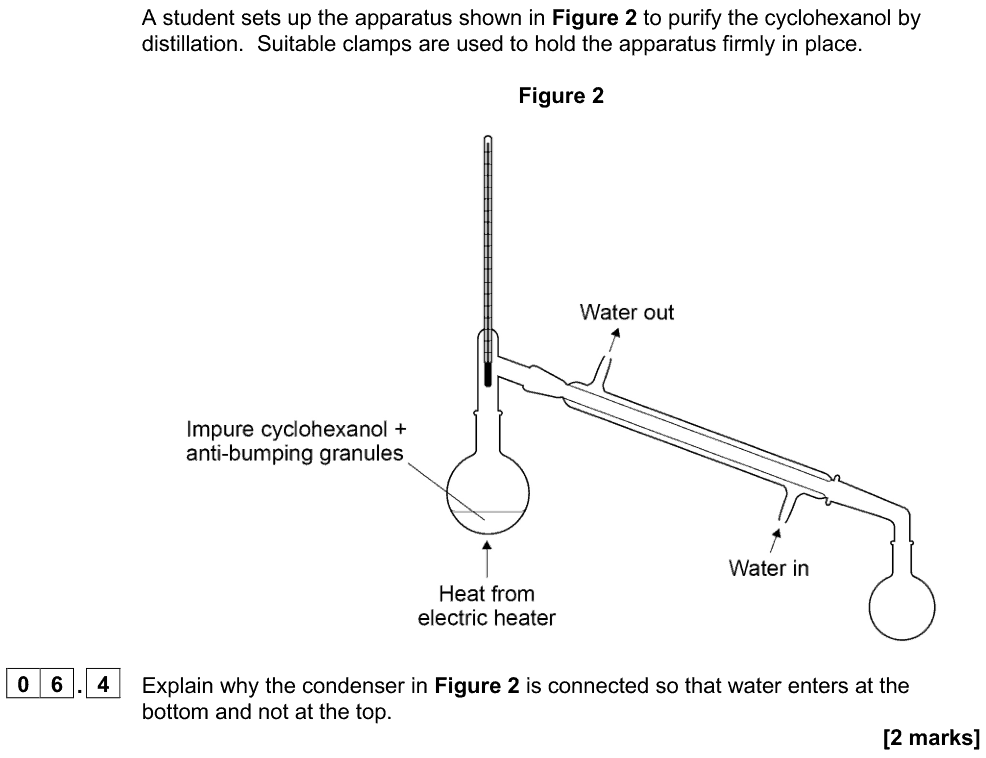 A student sets up the apparatus shown in Figure 2 to purify the cyclohexanol by
distillation.  Suitable clamps are used to hold the apparatus firmly in place.
Figure 2
Water out
Impure cyclohexanol +
anti-bumping granules
Water in
Heat from
electric heater
0 6 . 4 Explain why the condenser in Figure 2 is connected so that water enters at the
bottom and not at the top.
[2 marks]